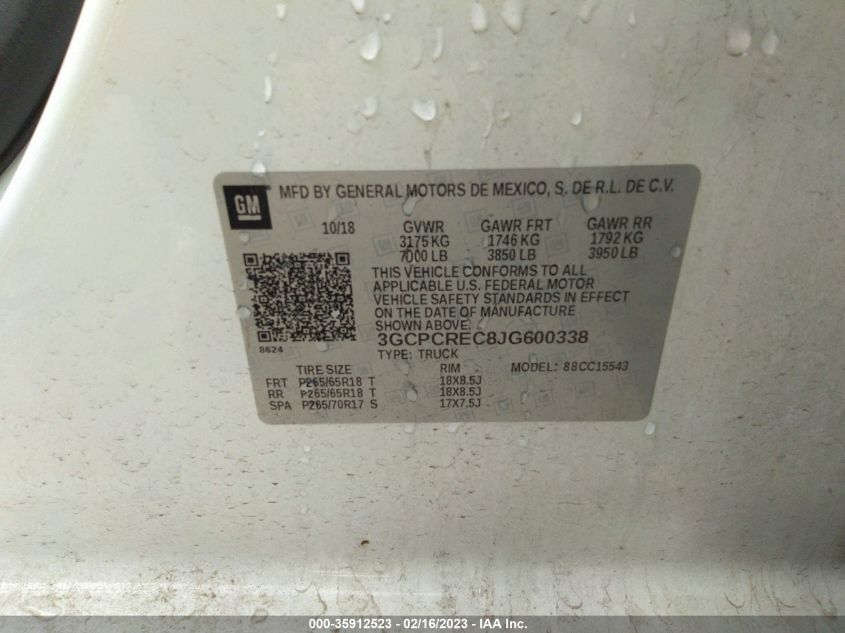 GM
MFD BY GENERAL MOTORS DE MEXICO, S. DE R.L. DE C.V.
10/18 GVWR GAWR FRT GAWR RR
3175 KG 1746 KG 1792 KG
7000 LB 3850 LB 3950 LB
THIS VEHICLE CONFORMS TO ALL
APPLICABLE U.S. FEDERAL MOTOR
VEHICLE SAFETY STANDARDS IN EFFECT
ON THE DATE OF MANUFACTURE
SHOWN ABOVE.
3GCPCREC8JG600338
8624
TYPE: TRUCK
TIRE SIZE RIM MODEL: 88CC15543
FRT P265/65R18 T 18X8.5J
RR P265/65R18 T 18X8.5J
SPA P265/70R17 S 17X7.5J
000-35912523 - 02/16/2023 - IAA Inc.